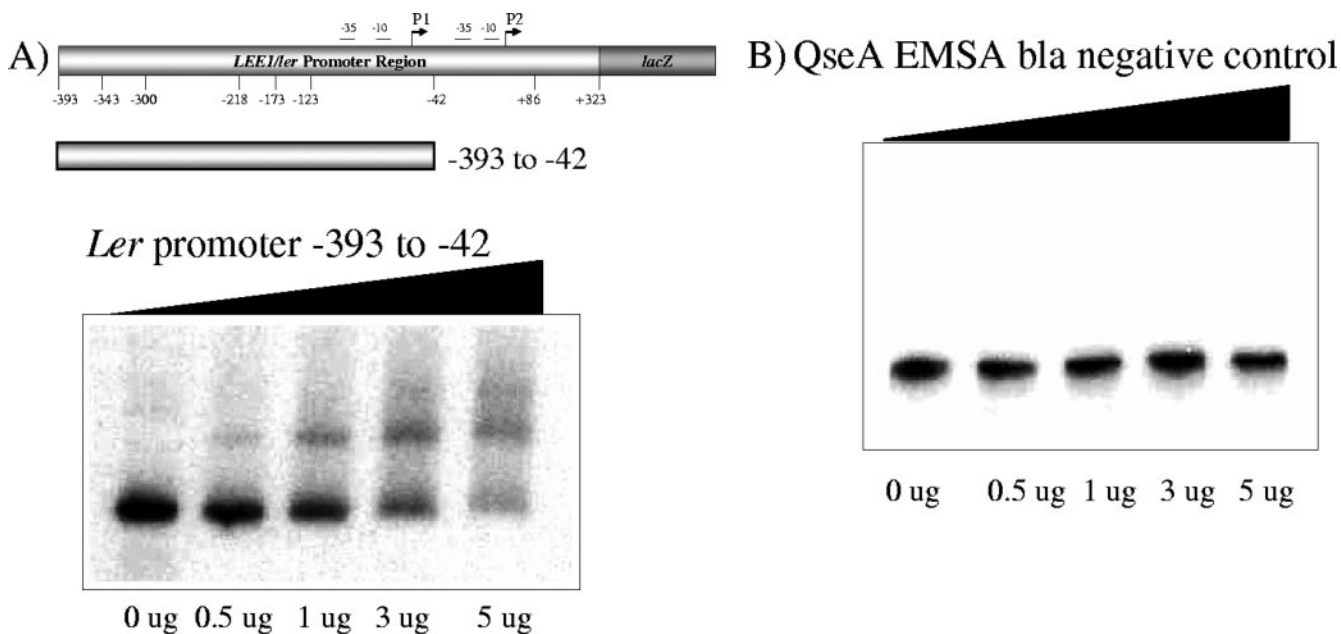 A)
-35 -10 P1 -35 -10 P2
LEE1/ler Promoter Region lacZ
-393 -343 -300 -218 -173 -123 -42 +86 +323
-393 to -42
Ler promoter -393 to -42
0 ug 0.5 ug 1 ug 3 ug 5 ug
B) QseA EMSA bla negative control
0 ug 0.5 ug 1 ug 3 ug 5 ug